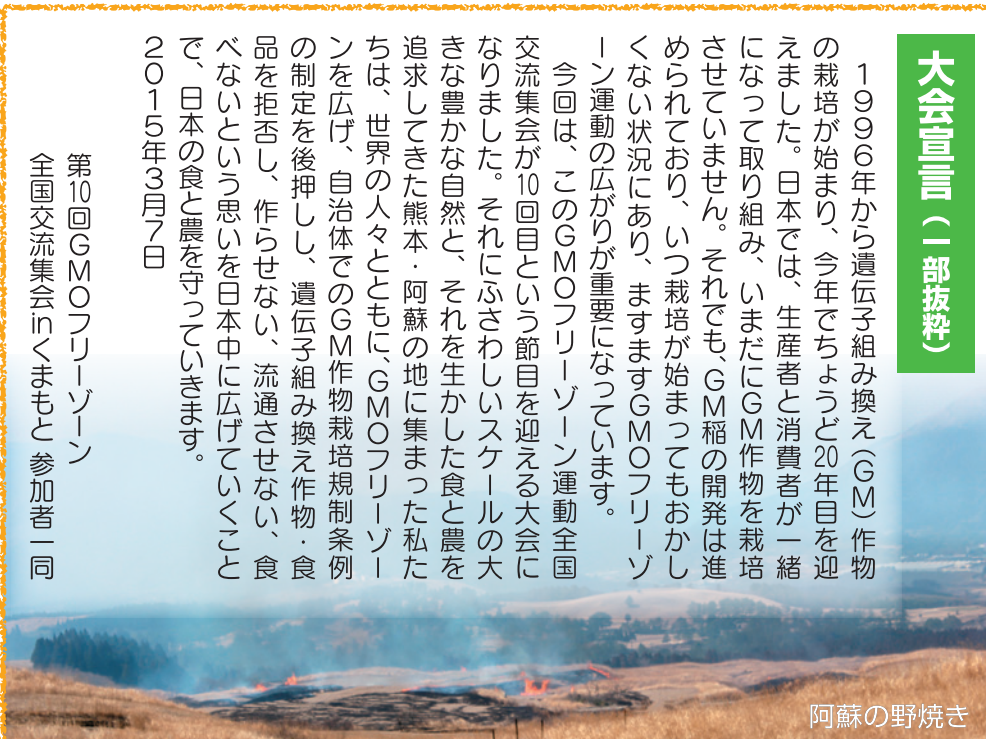 大会宣言（一部抜粋）
　１９９６年から遺伝子組み換え（ＧＭ）作物
の栽培が始まり、今年でちょうど20年目を迎
えました。日本では、生産者と消費者が一緒
になって取り組み、いまだにＧＭ作物を栽培
させていません。それでも、ＧＭ稲の開発は進
められており、いつ栽培が始まってもおかし
くない状況にあり、ますますＧＭＯフリーゾ
ーン運動の広がりが重要になっています。
　今回は、このＧＭＯフリーゾーン運動全国
交流集会が10回目という節目を迎える大会に
なりました。それにふさわしいスケールの大
きな豊かな自然と、それを生かした食と農を
追求してきた熊本・阿蘇の地に集まった私た
ちは、世界の人々とともに、ＧＭＯフリーゾー
ンを広げ、自治体でのＧＭ作物栽培規制条例
の制定を後押しし、遺伝子組み換え作物・食
品を拒否し、作らせない、流通させない、食
べないという思いを日本中に広げていくこと
で、日本の食と農を守っていきます。
２０１５年３月７日
第10回ＧＭＯフリーゾーン
全国交流集会inくまもと 参加者一同
阿蘇の野焼き